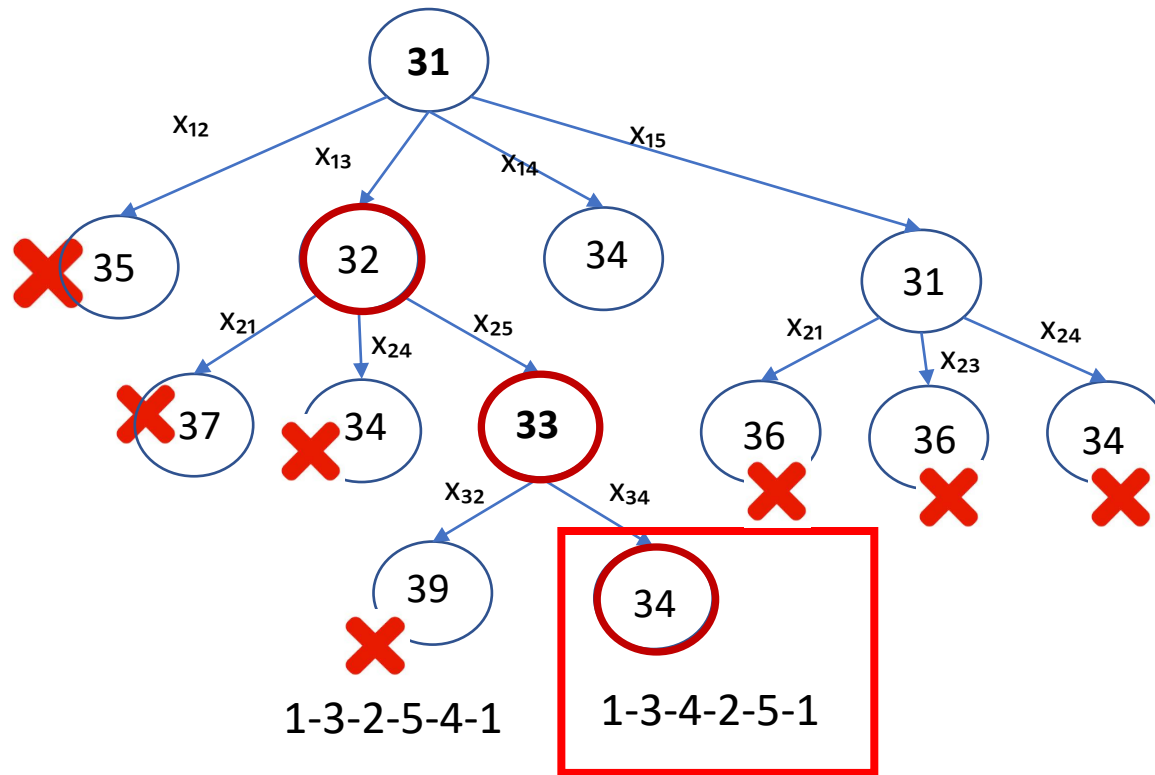 31
X₁₂
X₁₃
X₁₄
X₁₅
35
32
34
31
X₂₁
X₂₄
X₂₅
X₂₁
X₂₃
X₂₄
37
34
33
36
36
34
X₃₂
X₃₄
39
34
1-3-2-5-4-1
1-3-4-2-5-1